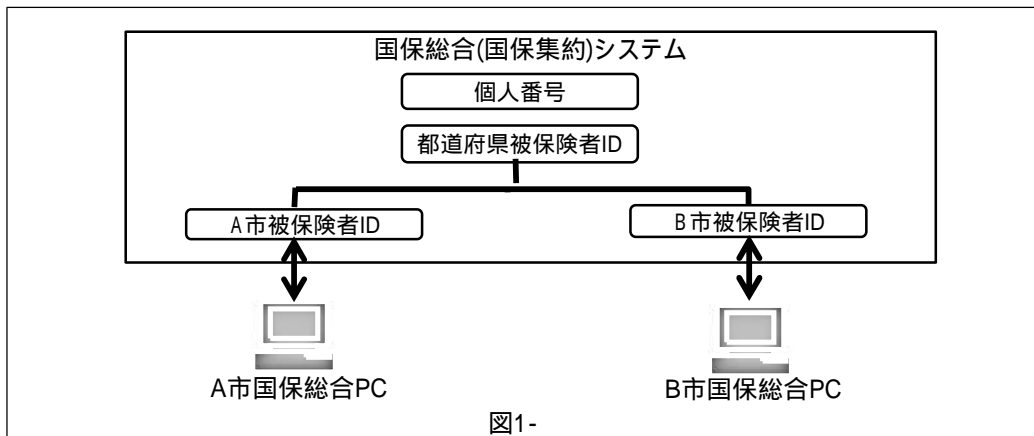 国保総合(国保集約)システム
個人番号
都道府県被保険者ID
A市被保険者ID
B市被保険者ID
A市国保総合PC
B市国保総合PC
図1-